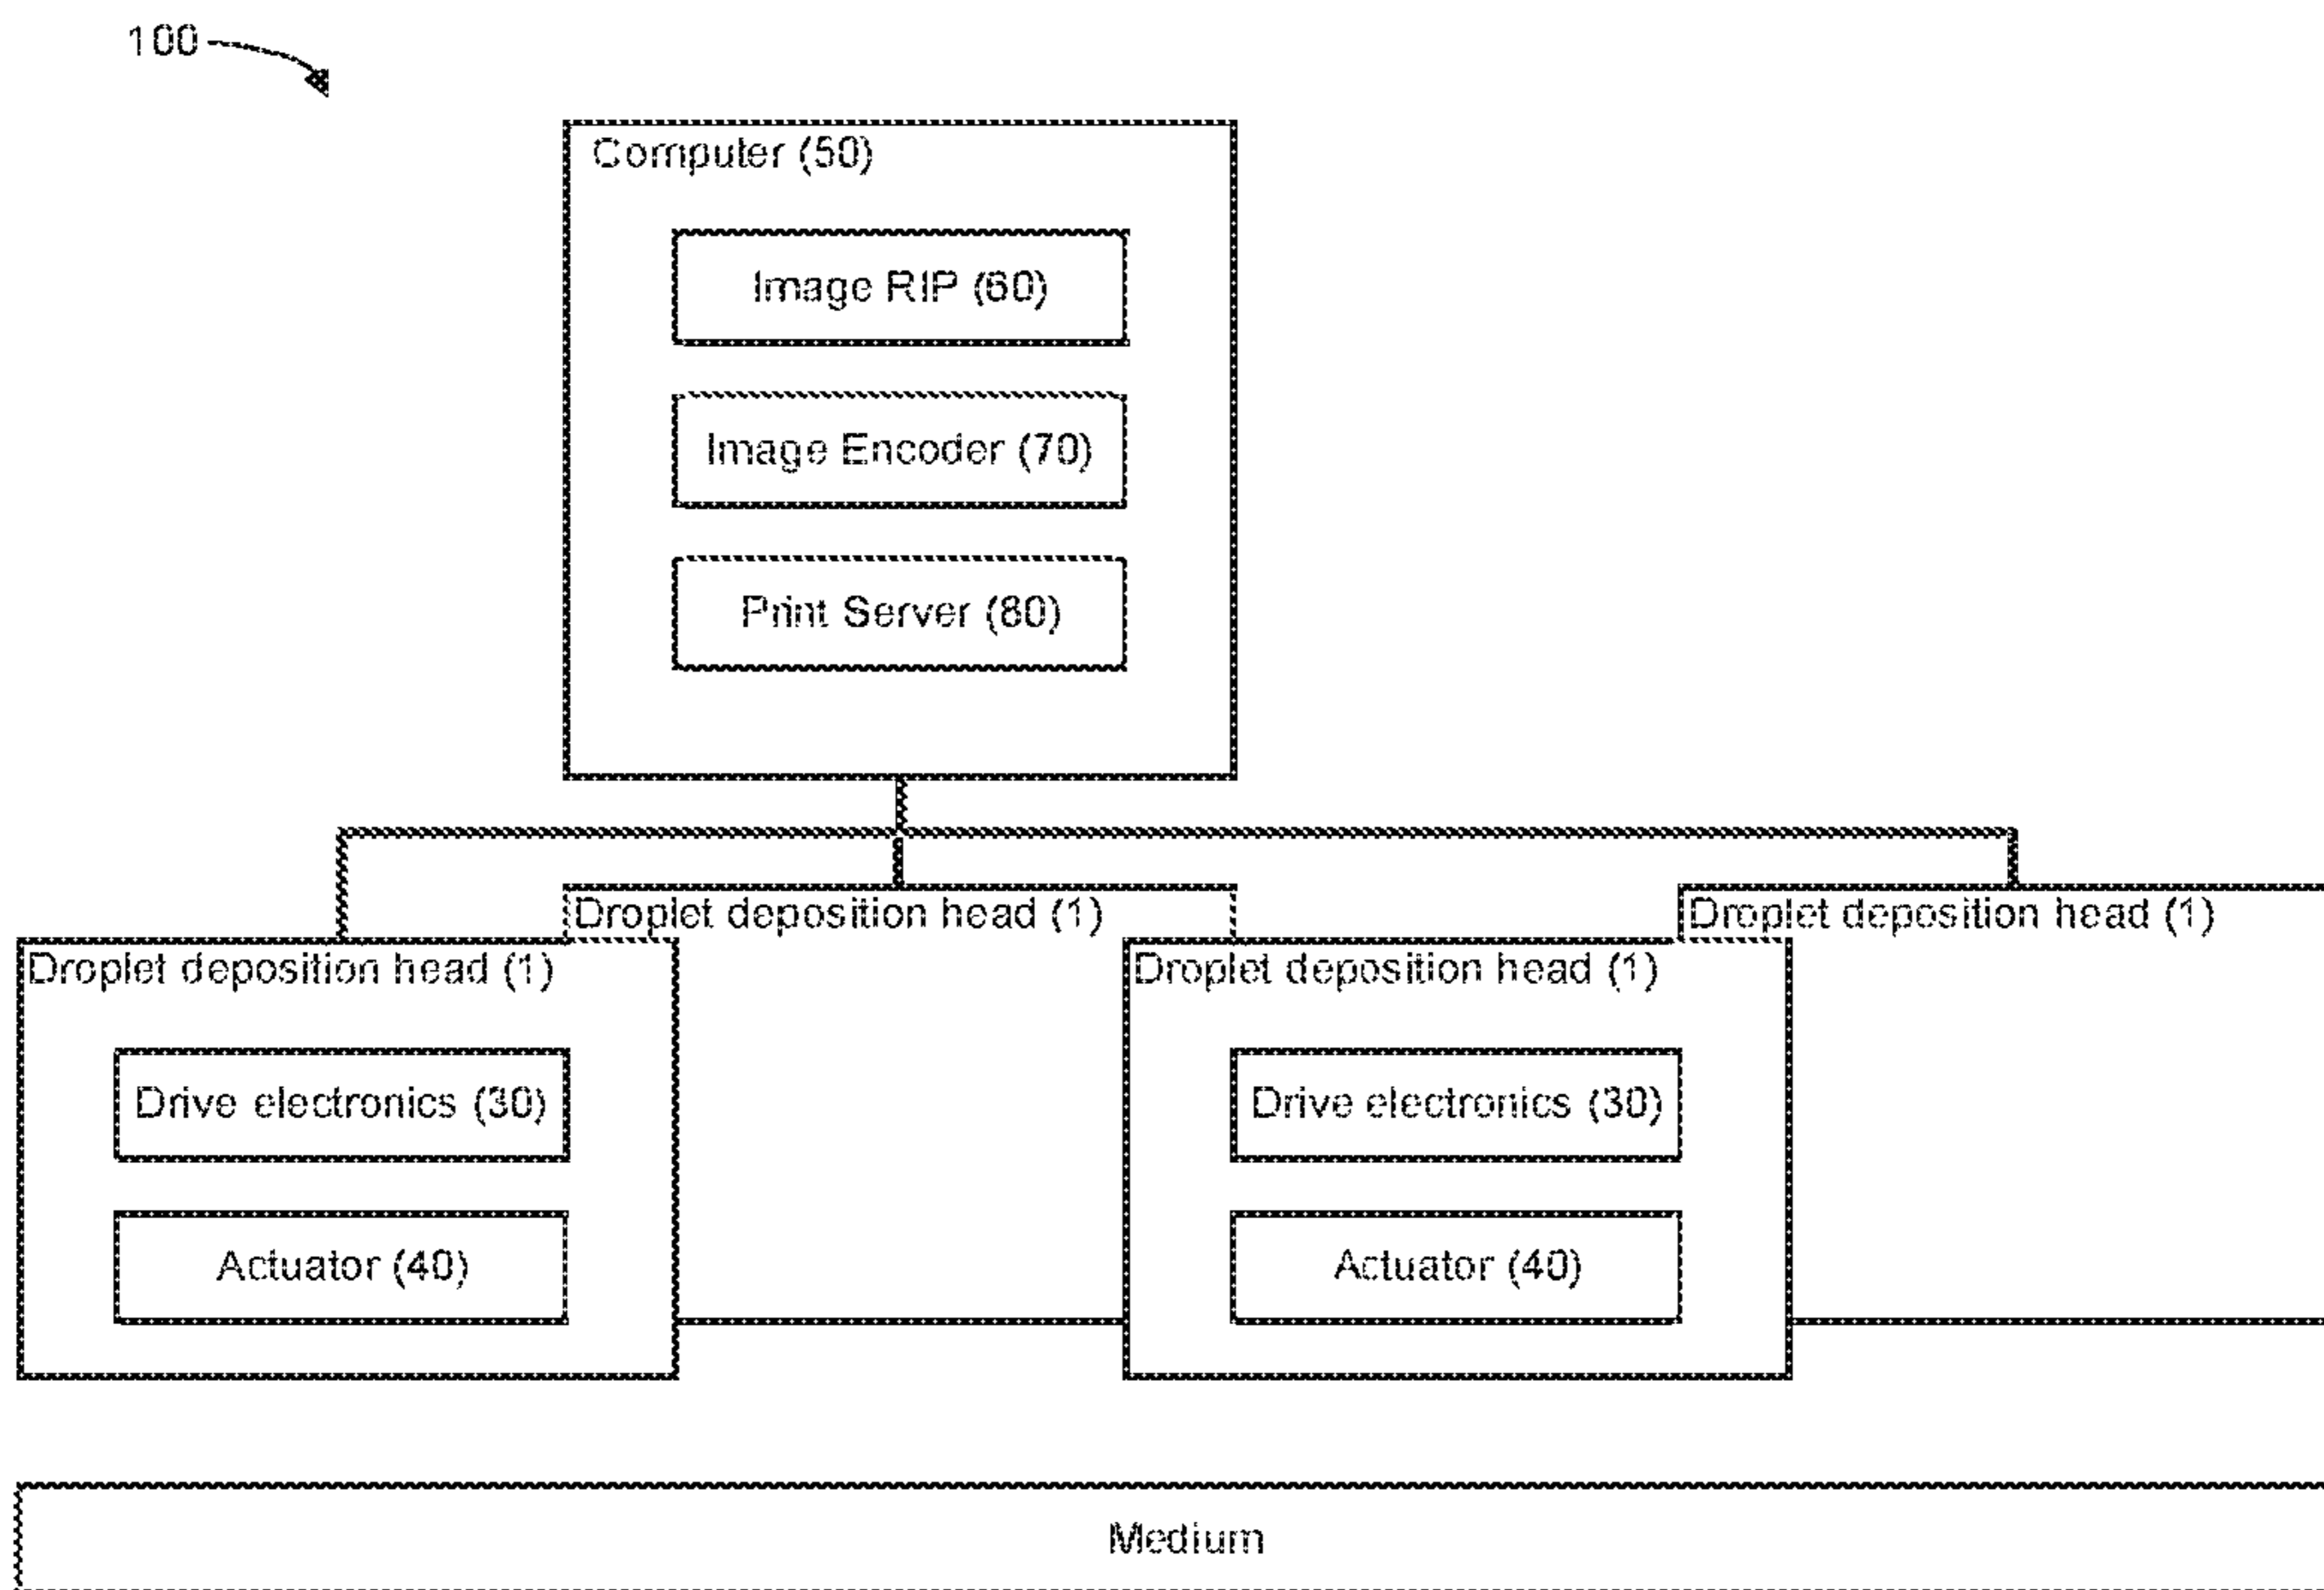 100
Computer (50)
Image RIP (60)
Image Encoder (70)
Print Server (80)
Droplet deposition head (1)
Droplet deposition head (1)
Droplet deposition head (1)
Droplet deposition head (1)
Drive electronics (30)
Drive electronics (30)
Actuator (40)
Actuator (40)
Medium